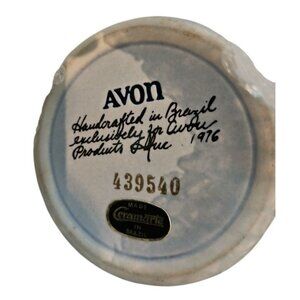 AVON
Handcrafted in Brazil
exclusively for Avon
Products Inc. 1976
439540
MADE
Ceramarte
IN
BRAZIL